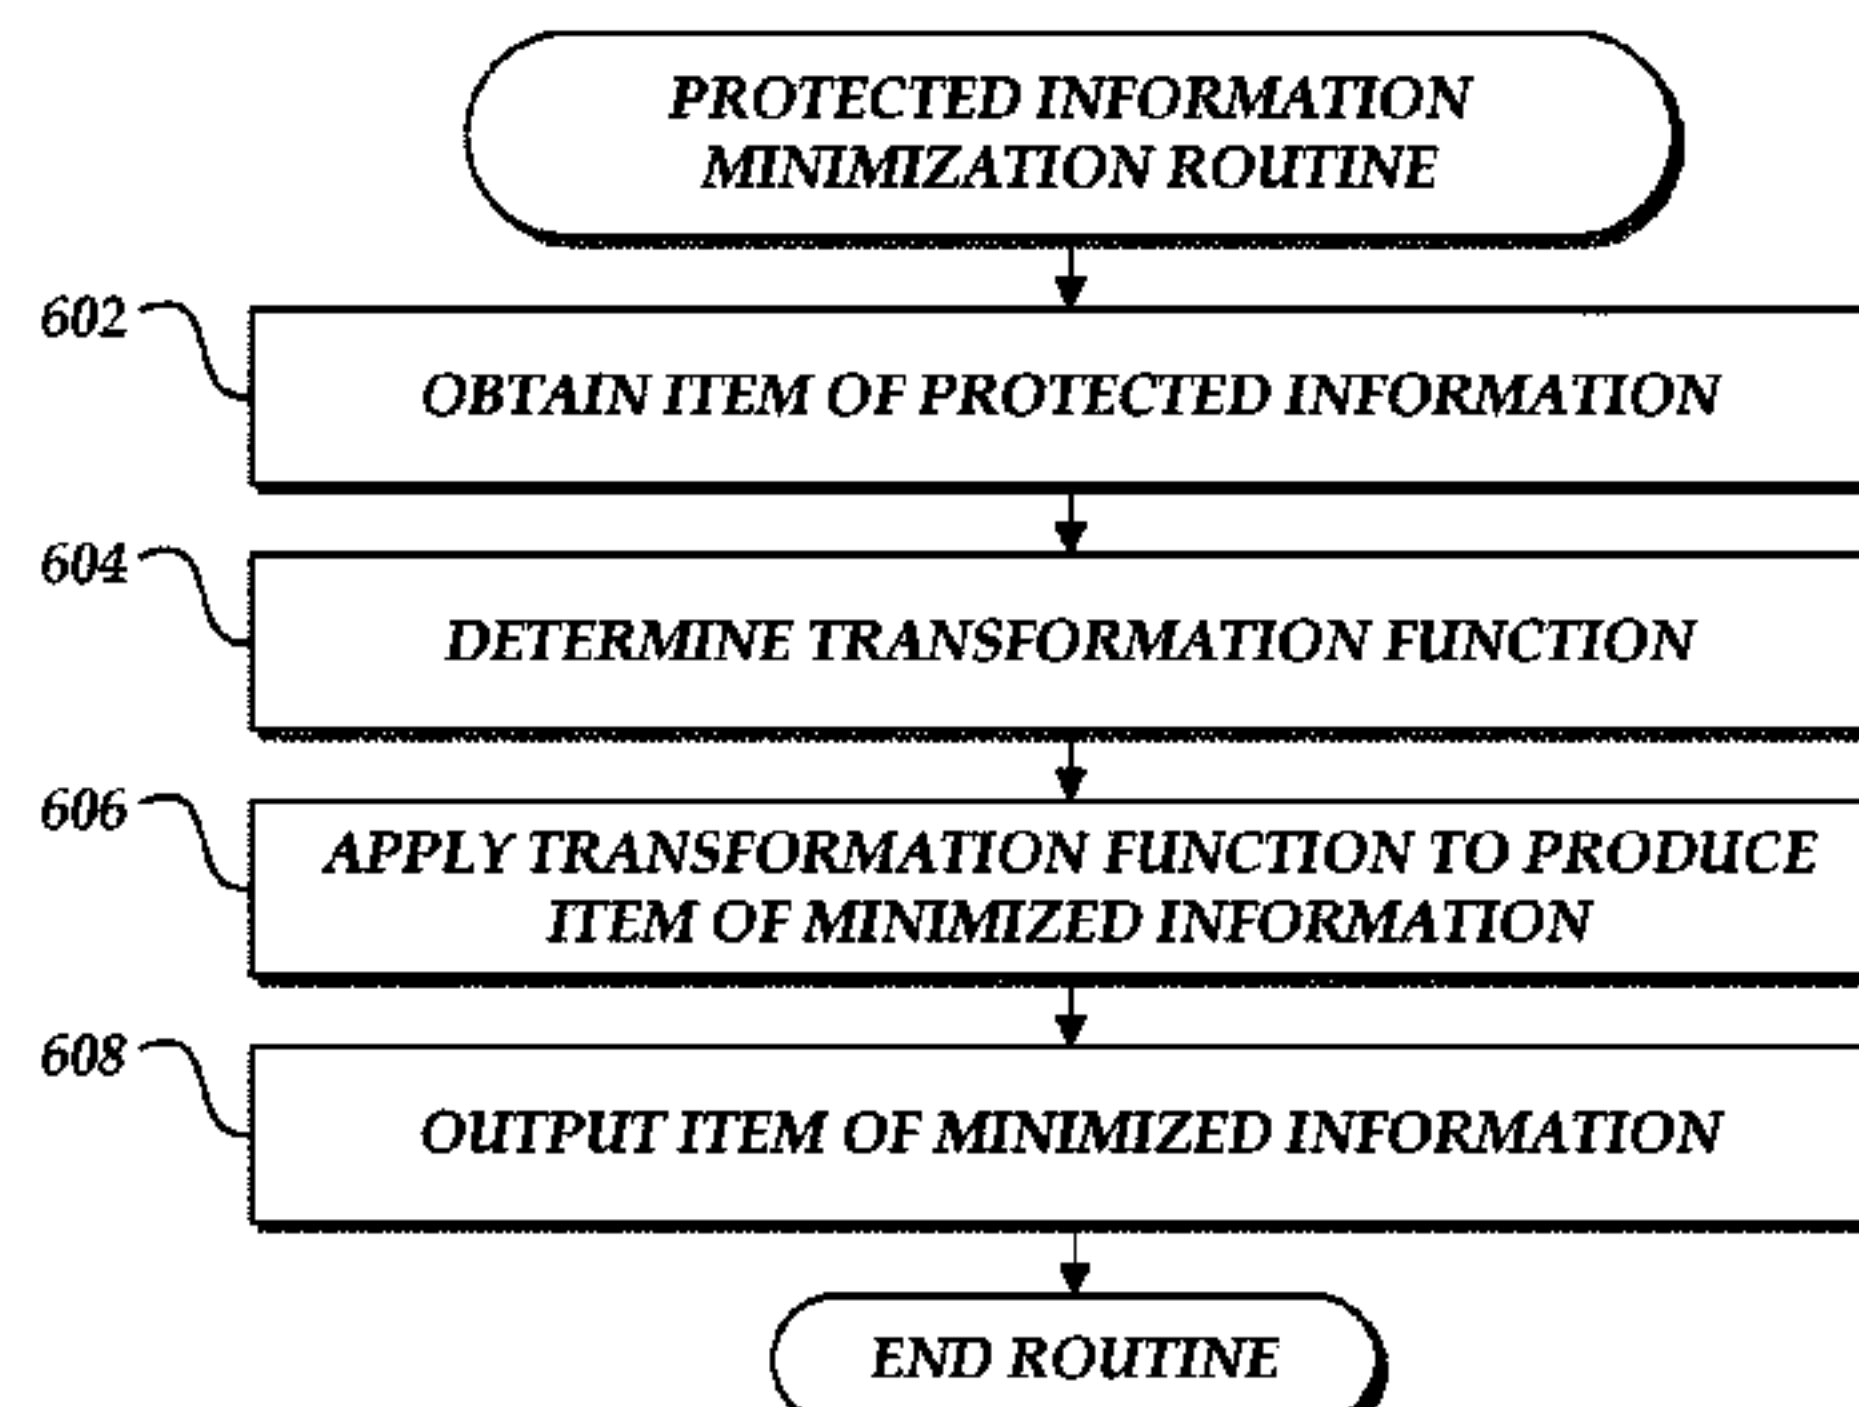 PROTECTED INFORMATION
MINIMIZATION ROUTINE
602
OBTAIN ITEM OF PROTECTED INFORMATION
604
DETERMINE TRANSFORMATION FUNCTION
606
APPLY TRANSFORMATION FUNCTION TO PRODUCE
ITEM OF MINIMIZED INFORMATION
608
OUTPUT ITEM OF MINIMIZED INFORMATION
END ROUTINE